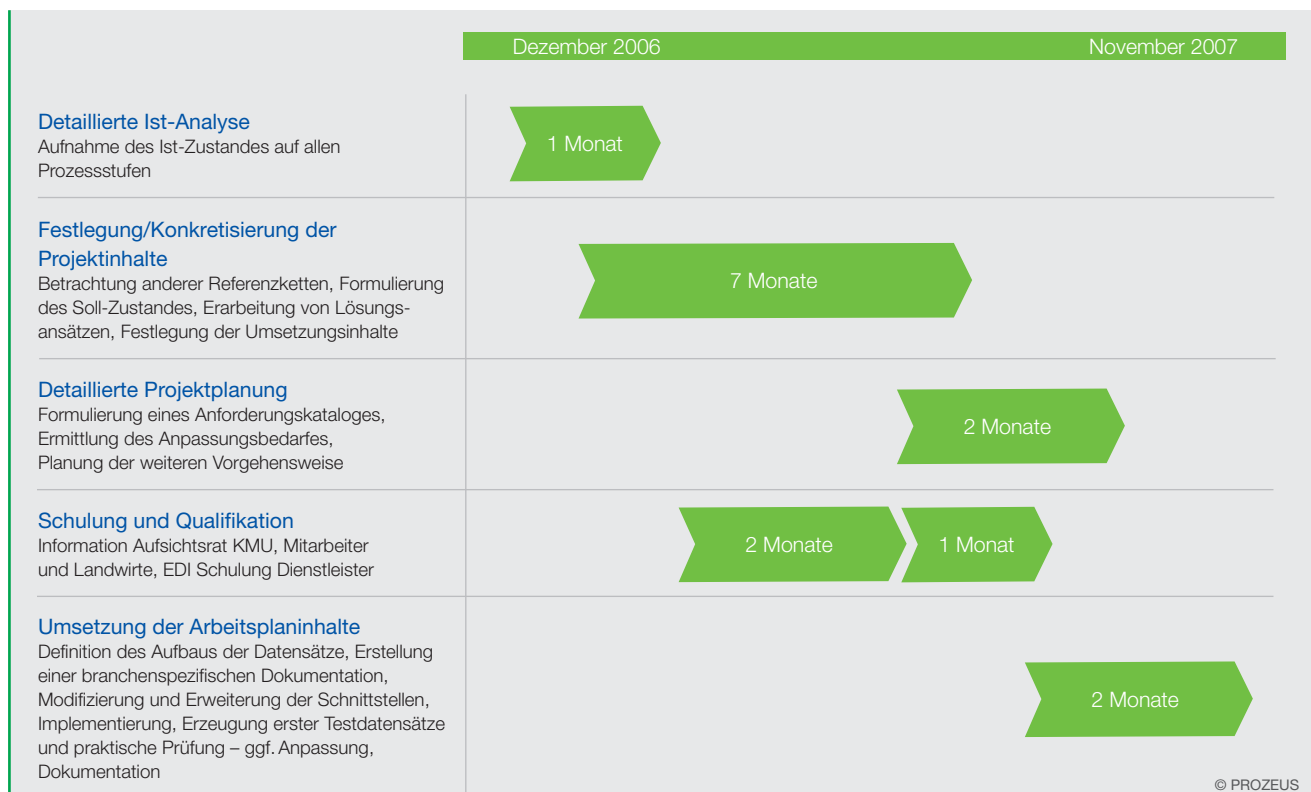 Dezember 2006 November 2007
Detaillierte Ist-Analyse
Aufnahme des Ist-Zustandes auf allen
Prozessstufen
1 Monat
Festlegung/Konkretisierung der
Projektinhalte
Betrachtung anderer Referenzketten, Formulierung
des Soll-Zustandes, Erarbeitung von Lösungs-
ansätzen, Festlegung der Umsetzungsinhalte
7 Monate
Detaillierte Projektplanung
Formulierung eines Anforderungskataloges,
Ermittlung des Anpassungsbedarfes,
Planung der weiteren Vorgehensweise
2 Monate
Schulung und Qualifikation
Information Aufsichtsrat KMU, Mitarbeiter
und Landwirte, EDI Schulung Dienstleister
2 Monate 1 Monat
Umsetzung der Arbeitsplaninhalte
Definition des Aufbaus der Datensätze, Erstellung
einer branchenspezifischen Dokumentation,
Modifizierung und Erweiterung der Schnittstellen,
Implementierung, Erzeugung erster Testdatensätze
und praktische Prüfung – ggf. Anpassung,
Dokumentation
2 Monate
© PROZEUS